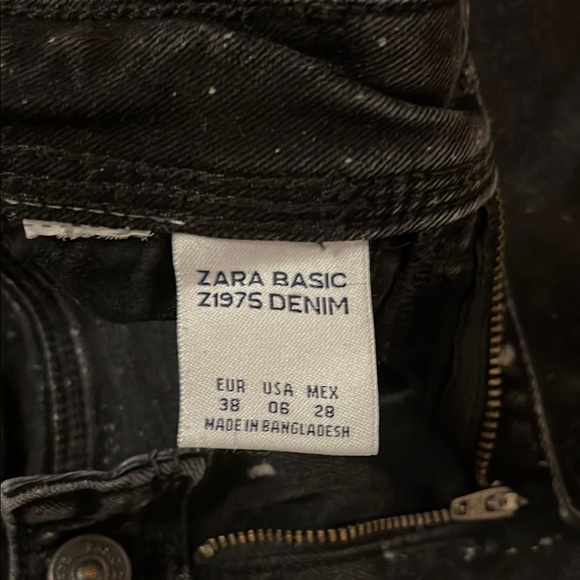 ZARA BASIC
Z1975 DENIM
EUR USA MEX
38 06 28
MADE IN BANGLADESH